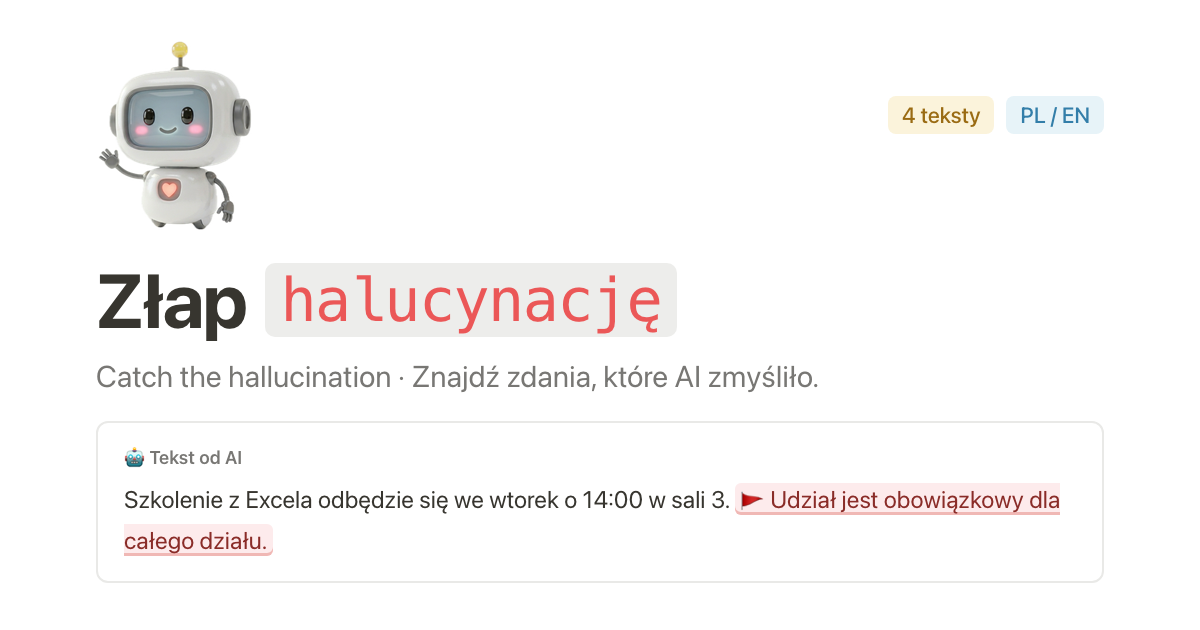 4 teksty
PL / EN
Złap halucynację
Catch the hallucination · Znajdź zdania, które AI zmyśliło.
Tekst od AI
Szkolenie z Excela odbędzie się we wtorek o 14:00 w sali 3. Udział jest obowiązkowy dla
całego działu.